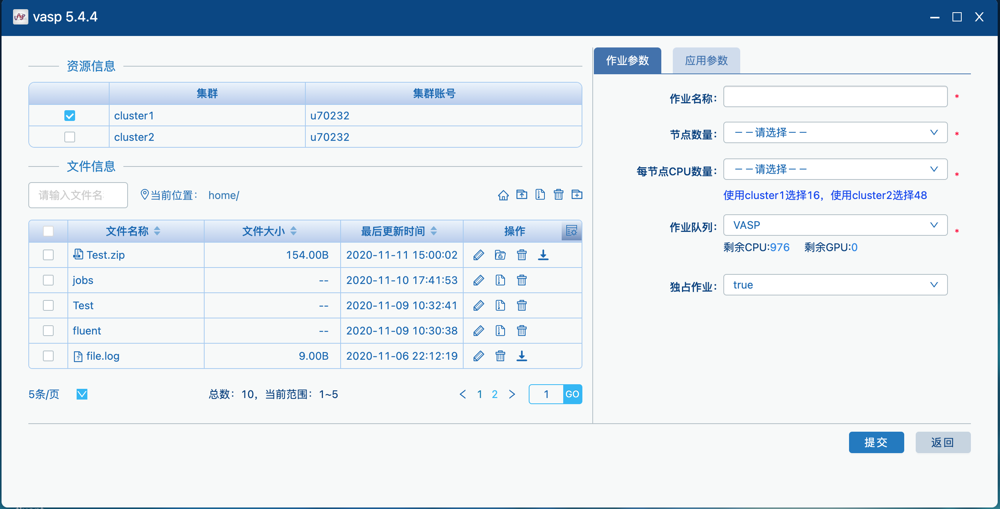 vasp 5.4.4
资源信息
集群 集群账号
cluster1 u70232
cluster2 u70232
文件信息
请输入文件名 当前位置： home/
文件名称 文件大小 最后更新时间 操作
Test.zip 154.00B 2020-11-11 15:00:02
jobs -- 2020-11-10 17:41:53
Test -- 2020-11-09 10:32:41
fluent -- 2020-11-09 10:30:38
file.log 9.00B 2020-11-06 22:12:19
5条/页 总数：10，当前范围：1~5 < 1 2 > 1 GO
作业参数 应用参数
作业名称： *
节点数量： --请选择-- *
每节点CPU数量： --请选择-- *
使用cluster1选择16，使用cluster2选择48
作业队列： VASP *
剩余CPU:976 剩余GPU:0
独占作业： true
提交 返回